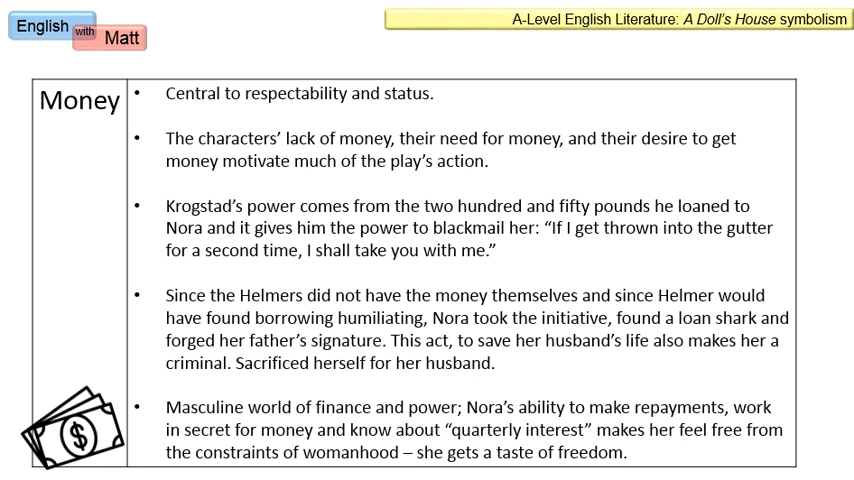 English
with
Matt
A-Level English Literature: A Doll’s House symbolism
Money
• Central to respectability and status.
• The characters’ lack of money, their need for money, and their desire to get
money motivate much of the play’s action.
• Krogstad’s power comes from the two hundred and fifty pounds he loaned to
Nora and it gives him the power to blackmail her: “If I get thrown into the gutter
for a second time, I shall take you with me.”
• Since the Helmers did not have the money themselves and since Helmer would
have found borrowing humiliating, Nora took the initiative, found a loan shark and
forged her father’s signature. This act, to save her husband’s life also makes her a
criminal. Sacrificed herself for her husband.
• Masculine world of finance and power; Nora’s ability to make repayments, work
in secret for money and know about “quarterly interest” makes her feel free from
the constraints of womanhood – she gets a taste of freedom.
$